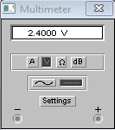 Multimeter
2.4000 V
A V Ω dB
Settings
- +